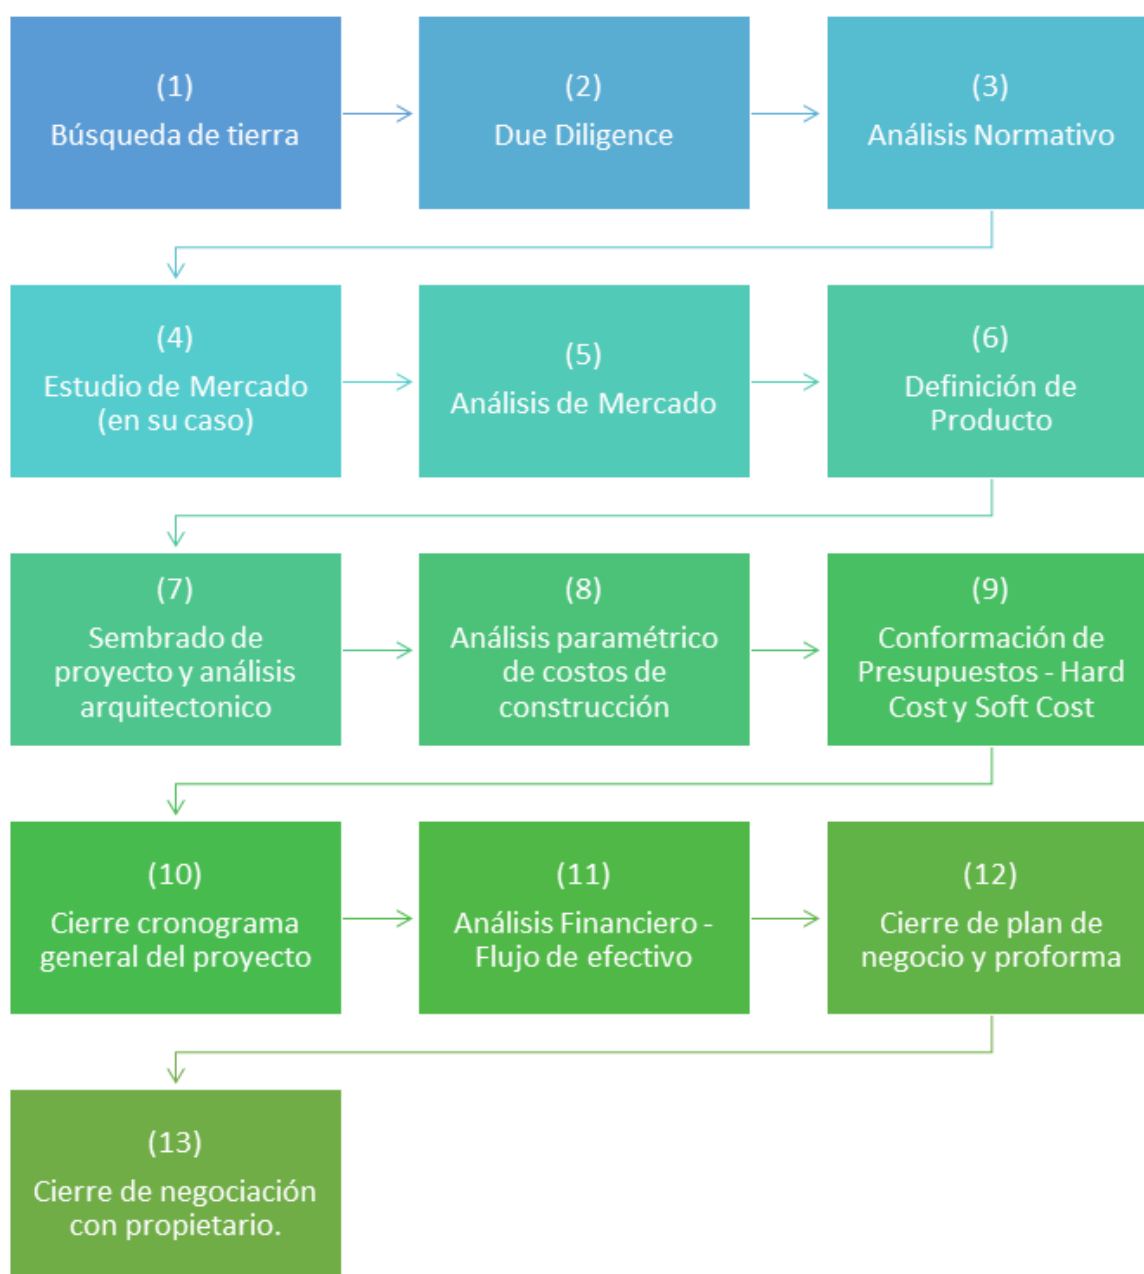 (1)
Búsqueda de tierra
(2)
Due Diligence
(3)
Análisis Normativo
(4)
Estudio de Mercado
(en su caso)
(5)
Análisis de Mercado
(6)
Definición de
Producto
(7)
Sembrado de
proyecto y análisis
arquitectonico
(8)
Análisis paramétrico
de costos de
construcción
(9)
Conformación de
Presupuestos - Hard
Cost y Soft Cost
(10)
Cierre cronograma
general del proyecto
(11)
Análisis Financiero -
Flujo de efectivo
(12)
Cierre de plan de
negocio y proforma
(13)
Cierre de negociación
con propietario.